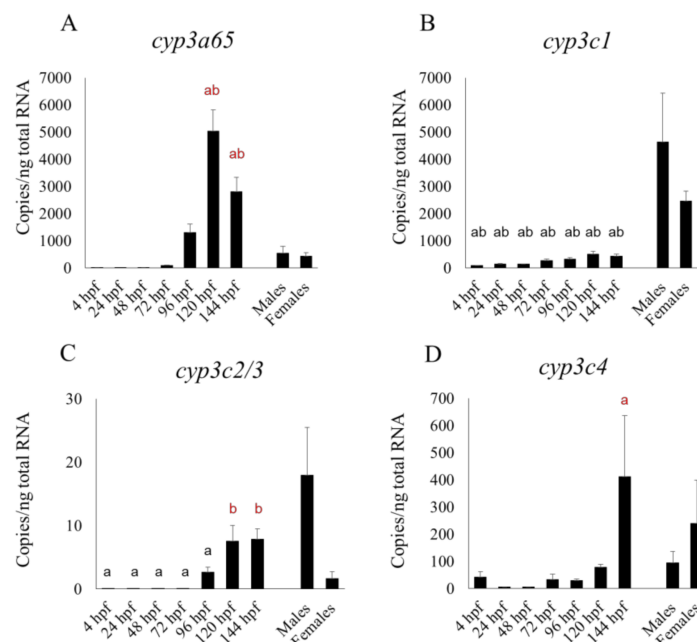 A
cyp3a65
Copies/ng total RNA
7000
6000
5000
4000
3000
2000
1000
0
ab
ab
4 hpf
24 hpf
48 hpf
72 hpf
96 hpf
120 hpf
144 hpf
Males
Females
B
cyp3c1
Copies/ng total RNA
7000
6000
5000
4000
3000
2000
1000
0
ab ab ab ab ab ab ab
4 hpf
24 hpf
48 hpf
72 hpf
96 hpf
120 hpf
144 hpf
Males
Females
C
cyp3c2/3
Copies/ng total RNA
30
20
10
0
a a a a a b b
4 hpf
24 hpf
48 hpf
72 hpf
96 hpf
120 hpf
144 hpf
Males
Females
D
cyp3c4
Copies/ng total RNA
700
600
500
400
300
200
100
0
a
4 hpf
24 hpf
48 hpf
72 hpf
96 hpf
120 hpf
144 hpf
Males
Females